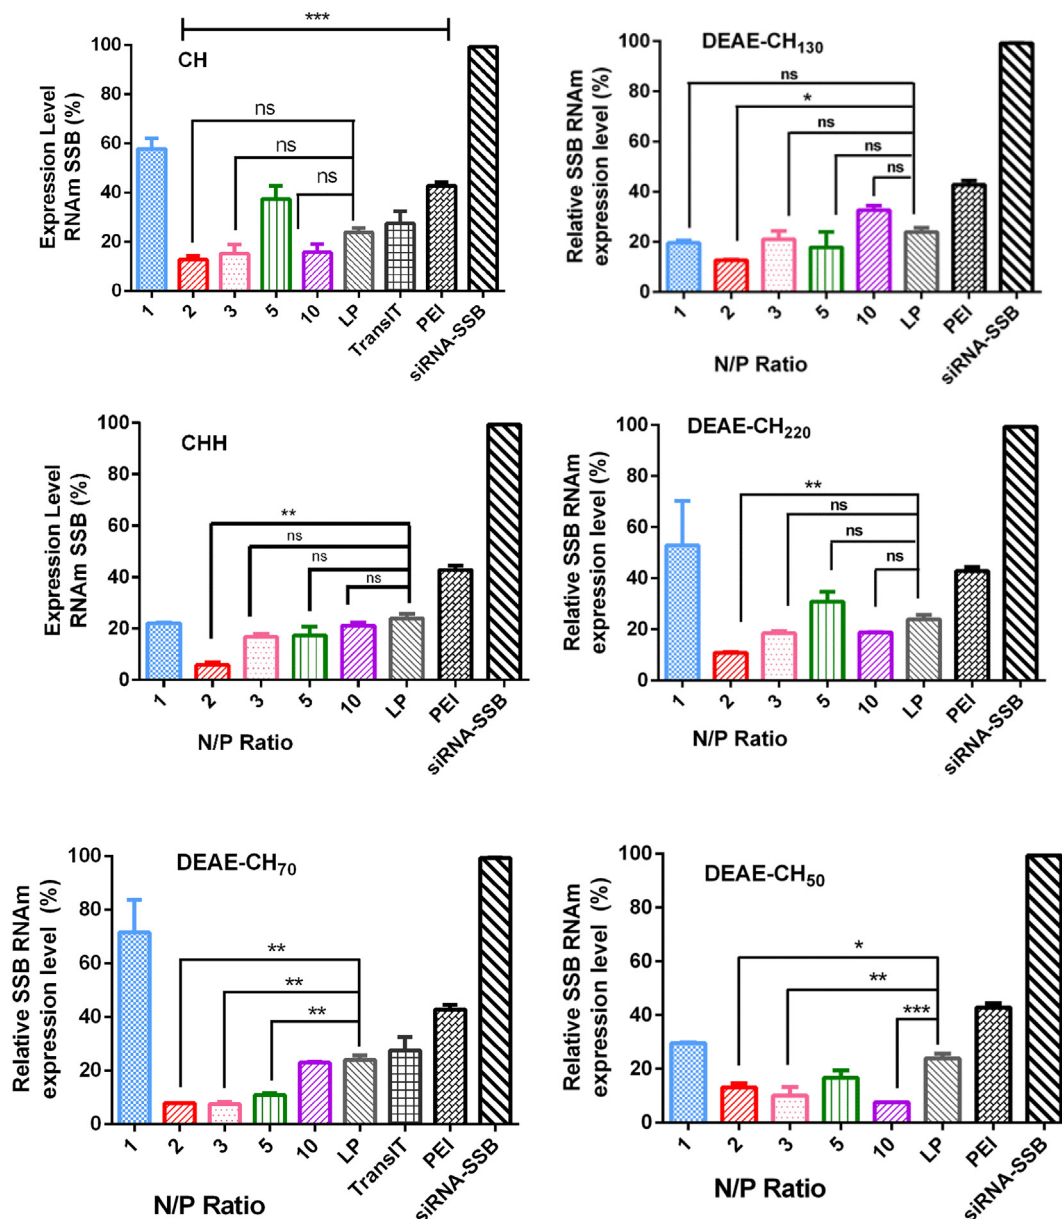 ***
CH
Expression Level
RNAm SSB (%)
100
80
60
40
20
0
ns
ns
ns
1
2
3
5
10
LP
TransIT
PEI
siRNA-SSB
DEAE-CH130
Relative SSB RNAm
expression level (%)
100
80
60
40
20
0
ns
*
ns
ns
ns
1
2
3
5
10
LP
PEI
siRNA-SSB
N/P Ratio
CHH
Expression Level
RNAm SSB (%)
100
80
60
40
20
0
**
ns
ns
ns
1
2
3
5
10
LP
PEI
siRNA-SSB
N/P Ratio
DEAE-CH220
Relative SSB RNAm
expression level (%)
100
80
60
40
20
0
**
ns
ns
ns
1
2
3
5
10
LP
PEI
siRNA-SSB
N/P Ratio
DEAE-CH70
Relative SSB RNAm
expression level (%)
100
80
60
40
20
0
**
**
**
1
2
3
5
10
LP
TransIT
PEI
siRNA-SSB
N/P Ratio
DEAE-CH50
Relative SSB RNAm
expression level (%)
100
80
60
40
20
0
*
**
***
1
2
3
5
10
LP
PEI
siRNA-SSB
N/P Ratio